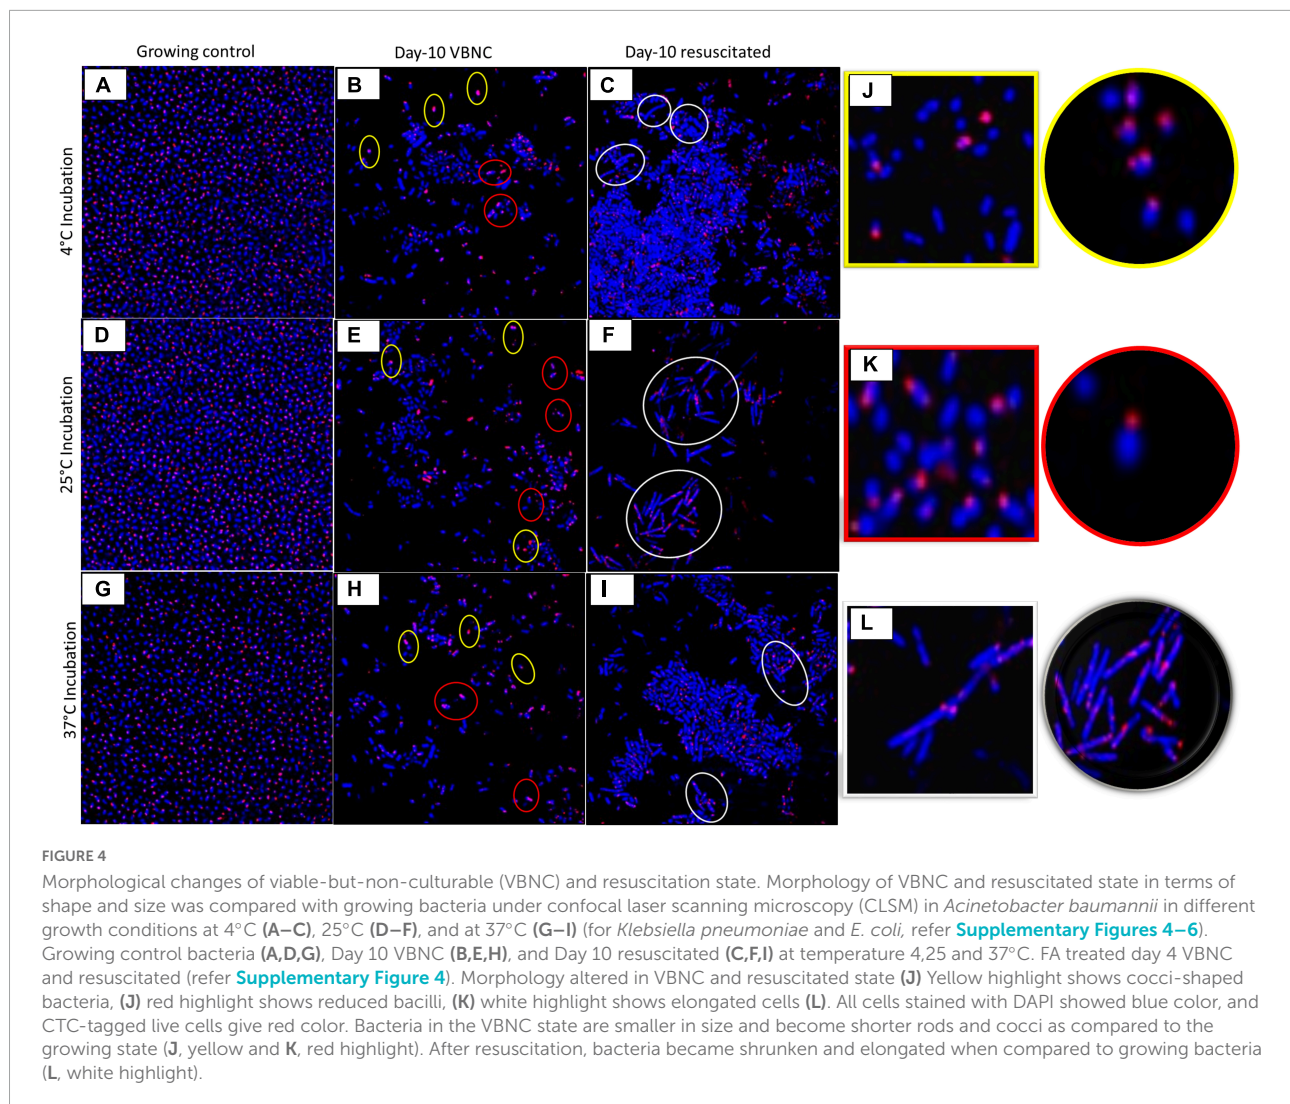 Growing control
Day-10 VBNC
Day-10 resuscitated
4°C Incubation
A
B
C
J
25°C Incubation
D
E
F
K
37°C Incubation
G
H
I
L
FIGURE 4
Morphological changes of viable-but-non-culturable (VBNC) and resuscitation state. Morphology of VBNC and resuscitated state in terms of
shape and size was compared with growing bacteria under confocal laser scanning microscopy (CLSM) in Acinetobacter baumannii in different
growth conditions at 4°C (A–C), 25°C (D–F), and at 37°C (G–I) (for Klebsiella pneumoniae and E. coli, refer Supplementary Figures 4–6).
Growing control bacteria (A,D,G), Day 10 VBNC (B,E,H), and Day 10 resuscitated (C,F,I) at temperature 4,25 and 37°C. FA treated day 4 VBNC
and resuscitated (refer Supplementary Figure 4). Morphology altered in VBNC and resuscitated state (J) Yellow highlight shows cocci-shaped
bacteria, (J) red highlight shows reduced bacilli, (K) white highlight shows elongated cells (L). All cells stained with DAPI showed blue color, and
CTC-tagged live cells give red color. Bacteria in the VBNC state are smaller in size and become shorter rods and cocci as compared to the
growing state (J, yellow and K, red highlight). After resuscitation, bacteria became shrunken and elongated when compared to growing bacteria
(L, white highlight).